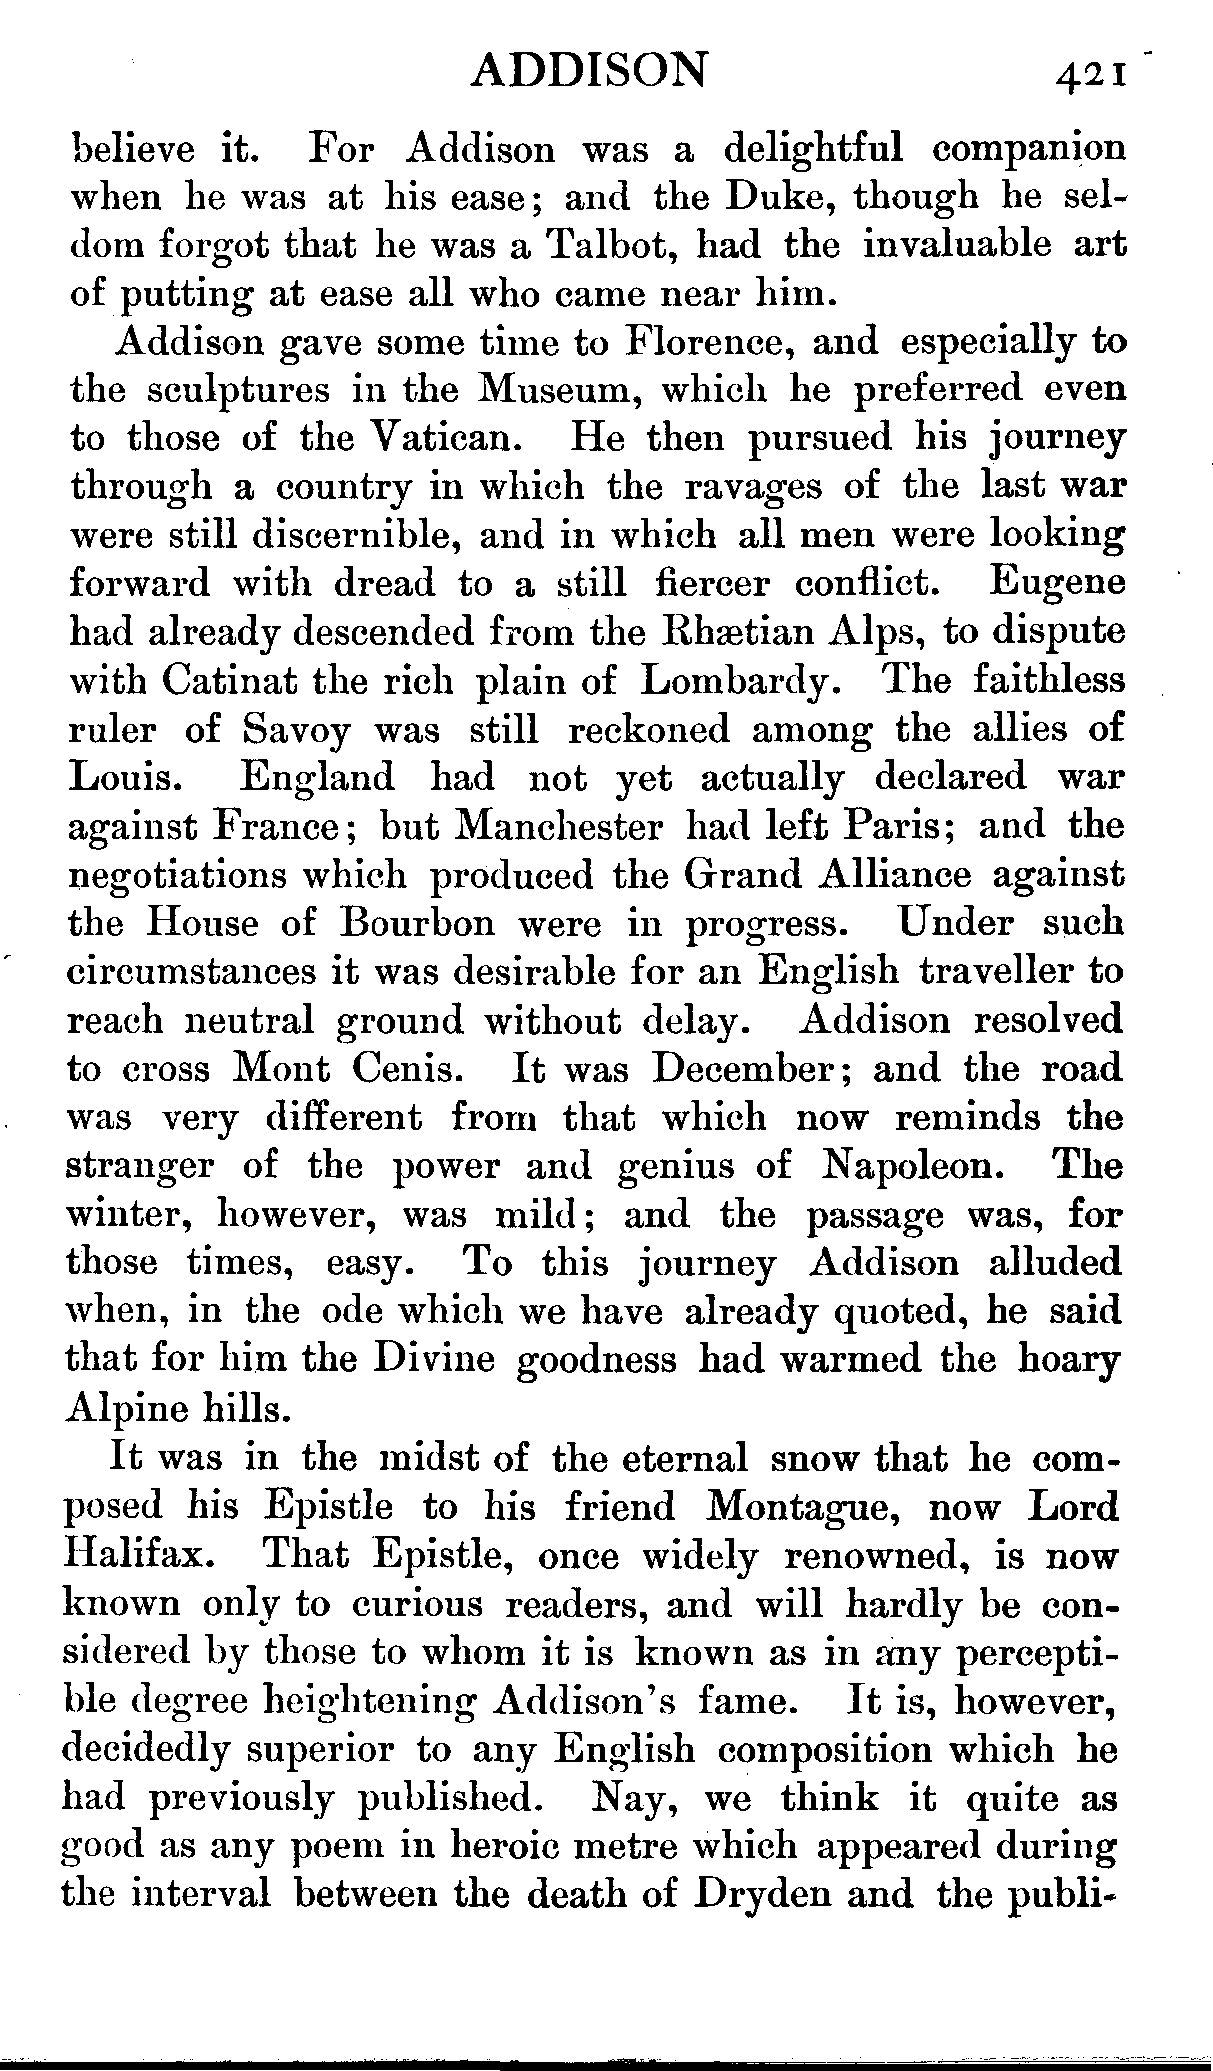 ADDISON 421
believe it. For Addison was a delightful companion
when he was at his ease; and the Duke, though he sel-
dom forgot that he was a Talbot, had the invaluable art
of putting at ease all who came near him.
Addison gave some time to Florence, and especially to
the sculptures in the Museum, which he preferred even
to those of the Vatican. He then pursued his journey
through a country in which the ravages of the last war
were still discernible, and in which all men were looking
forward with dread to a still fiercer conflict. Eugene
had already descended from the Rhætian Alps, to dispute
with Catinat the rich plain of Lombardy. The faithless
ruler of Savoy was still reckoned among the allies of
Louis. England had not yet actually declared war
against France; but Manchester had left Paris; and the
negotiations which produced the Grand Alliance against
the House of Bourbon were in progress. Under such
circumstances it was desirable for an English traveller to
reach neutral ground without delay. Addison resolved
to cross Mont Cenis. It was December; and the road
was very different from that which now reminds the
stranger of the power and genius of Napoleon. The
winter, however, was mild; and the passage was, for
those times, easy. To this journey Addison alluded
when, in the ode which we have already quoted, he said
that for him the Divine goodness had warmed the hoary
Alpine hills.
It was in the midst of the eternal snow that he com-
posed his Epistle to his friend Montague, now Lord
Halifax. That Epistle, once widely renowned, is now
known only to curious readers, and will hardly be con-
sidered by those to whom it is known as in any percepti-
ble degree heightening Addison's fame. It is, however,
decidedly superior to any English composition which he
had previously published. Nay, we think it quite as
good as any poem in heroic metre which appeared during
the interval between the death of Dryden and the publi-